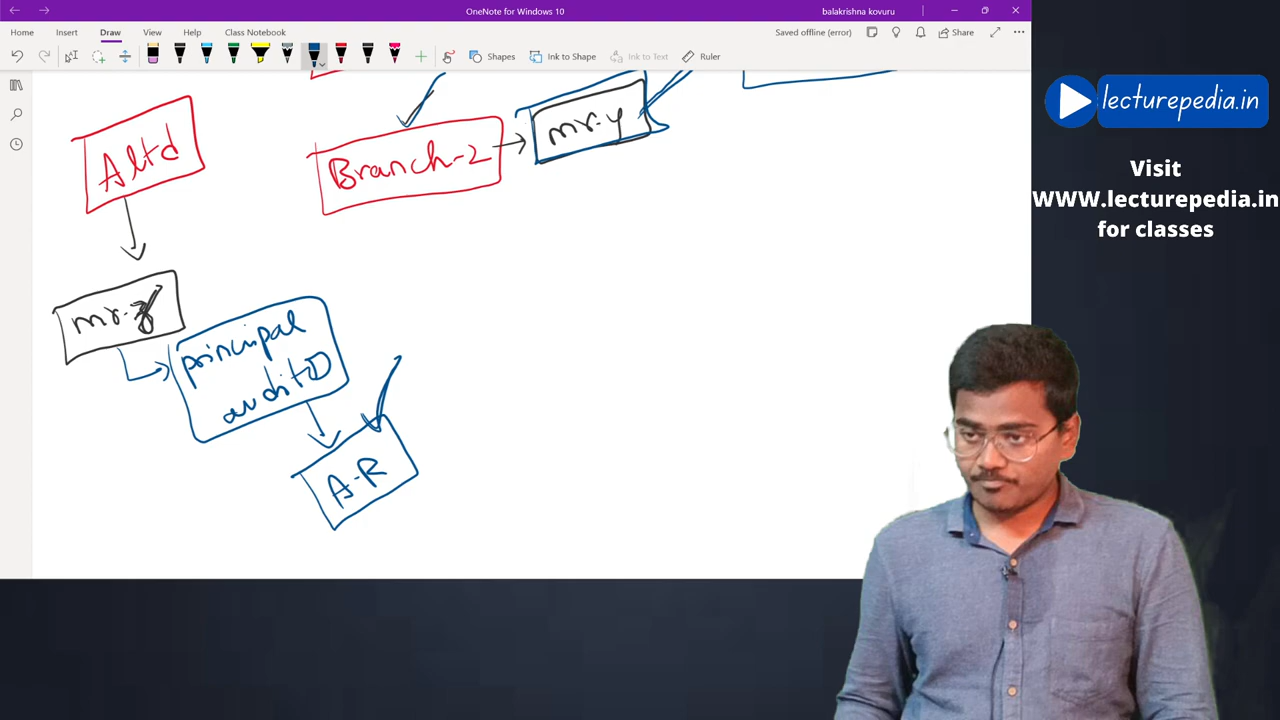 OneNote for Windows 10
balakrishna kovuru
Home Insert Draw View Help Class Notebook
Saved offline (error)
Share
Shapes
Ink to Shape
Ink to Text
Ruler
A ltd
Branch-2
mr.y
mr.z
principal
auditor
A.R
lecturepedia.in
Visit
WWW.lecturepedia.in
for classes